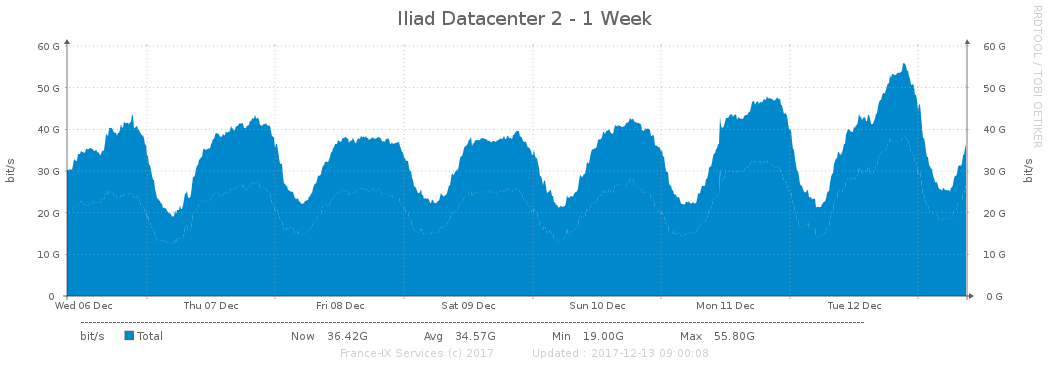 Iliad Datacenter 2 - 1 Week
RRDTOOL / TOBI OETIKER
60 G 60 G
50 G 50 G
40 G 40 G
30 G 30 G
20 G 20 G
10 G 10 G
0 0 G
bit/s bit/s
Wed 06 Dec Thu 07 Dec Fri 08 Dec Sat 09 Dec Sun 10 Dec Mon 11 Dec Tue 12 Dec
bit/s Total Now 36.42G Avg 34.57G Min 19.00G Max 55.80G
France-IX Services (c) 2017 Updated : 2017-12-13 09:00:08